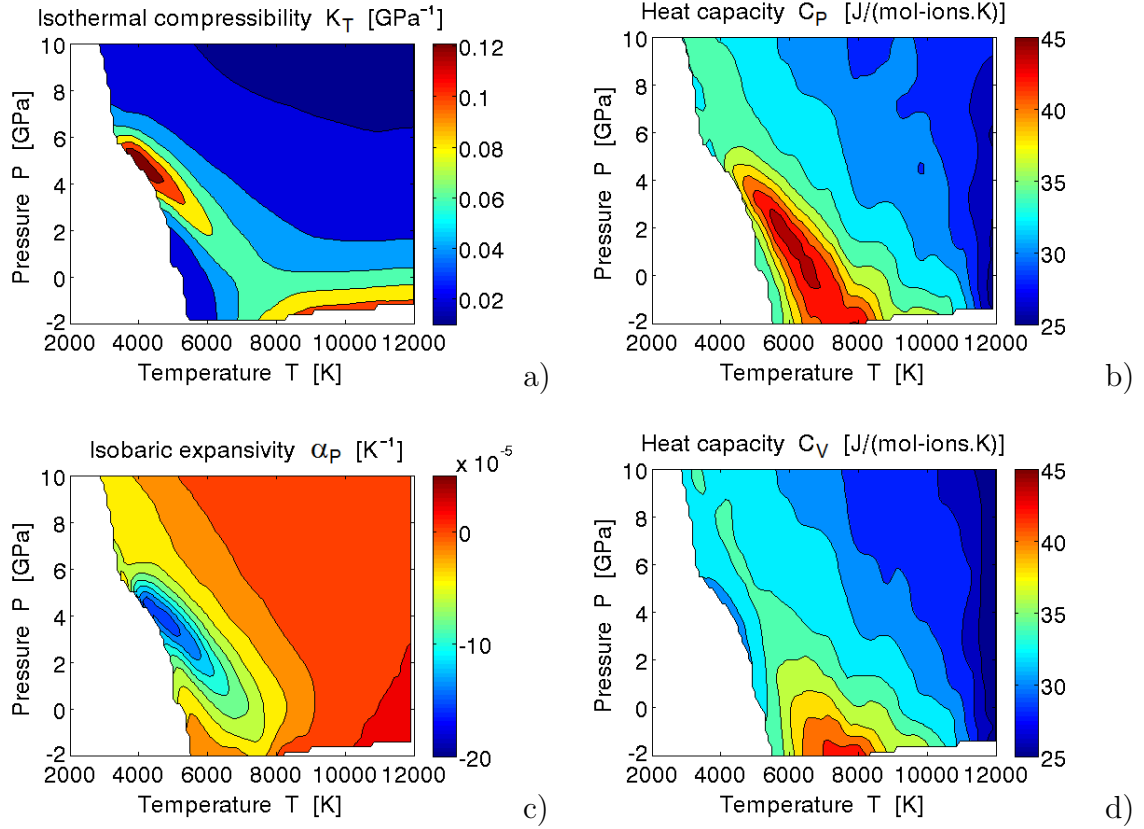 Isothermal compressibility K_T [GPa⁻¹]
10
8
6
4
2
0
-2
Pressure P [GPa]
2000 4000 6000 8000 10000 12000
Temperature T [K]
0.12
0.1
0.08
0.06
0.04
0.02
a)
Heat capacity C_P [J/(mol-ions.K)]
10
8
6
4
2
0
-2
Pressure P [GPa]
2000 4000 6000 8000 10000 12000
Temperature T [K]
45
40
35
30
25
b)
Isobaric expansivity α_P [K⁻¹]
10
8
6
4
2
0
-2
Pressure P [GPa]
2000 4000 6000 8000 10000 12000
Temperature T [K]
x 10⁻⁵
0
-10
-20
c)
Heat capacity C_V [J/(mol-ions.K)]
10
8
6
4
2
0
-2
Pressure P [GPa]
2000 4000 6000 8000 10000 12000
Temperature T [K]
45
40
35
30
25
d)